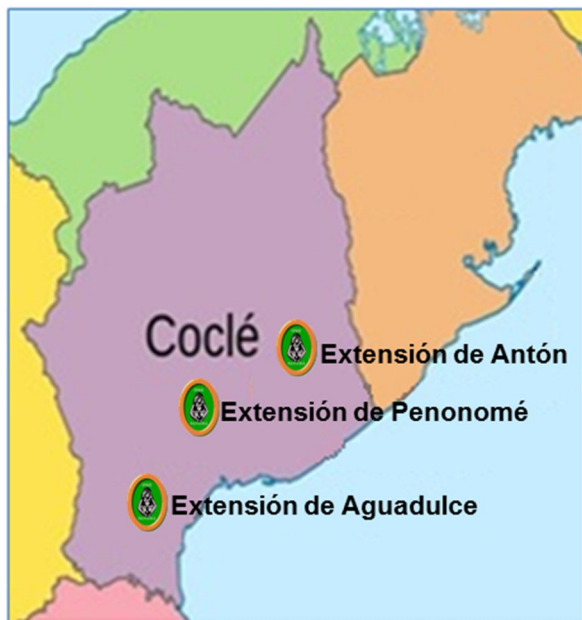 Coclé
Extensión de Antón
Extensión de Penonomé
Extensión de Aguadulce